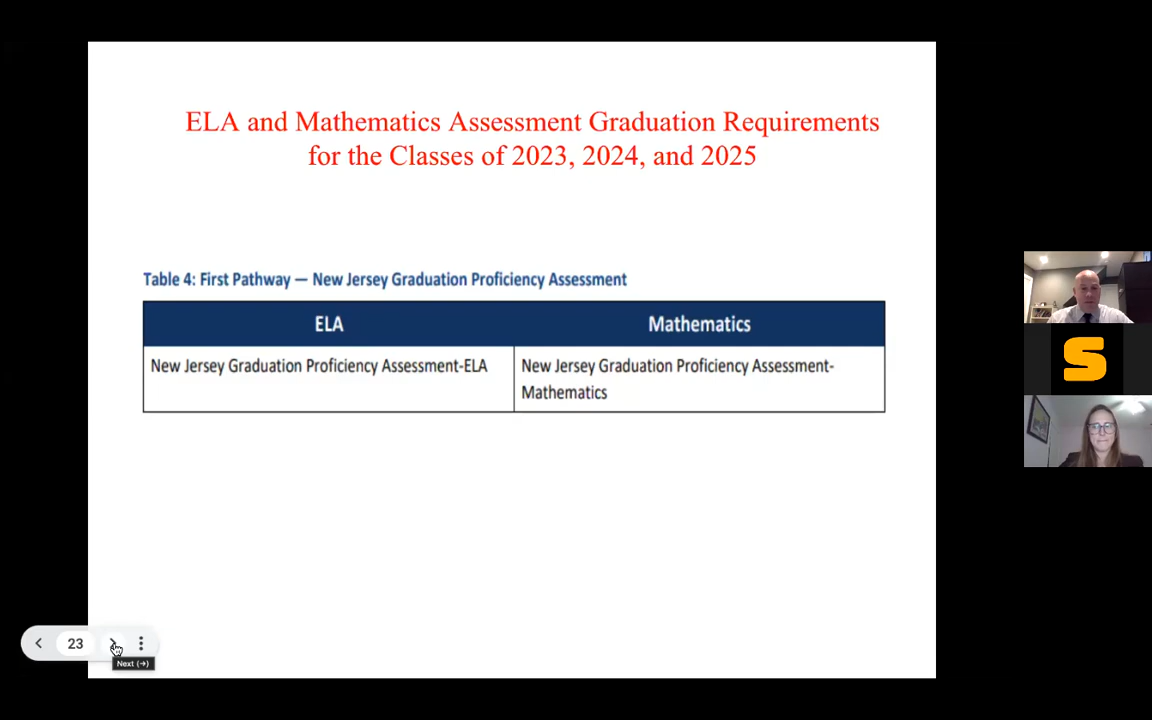 ELA and Mathematics Assessment Graduation Requirements
for the Classes of 2023, 2024, and 2025
Table 4: First Pathway — New Jersey Graduation Proficiency Assessment
ELA
Mathematics
New Jersey Graduation Proficiency Assessment-ELA
New Jersey Graduation Proficiency Assessment-
Mathematics
S
23
Next (→)